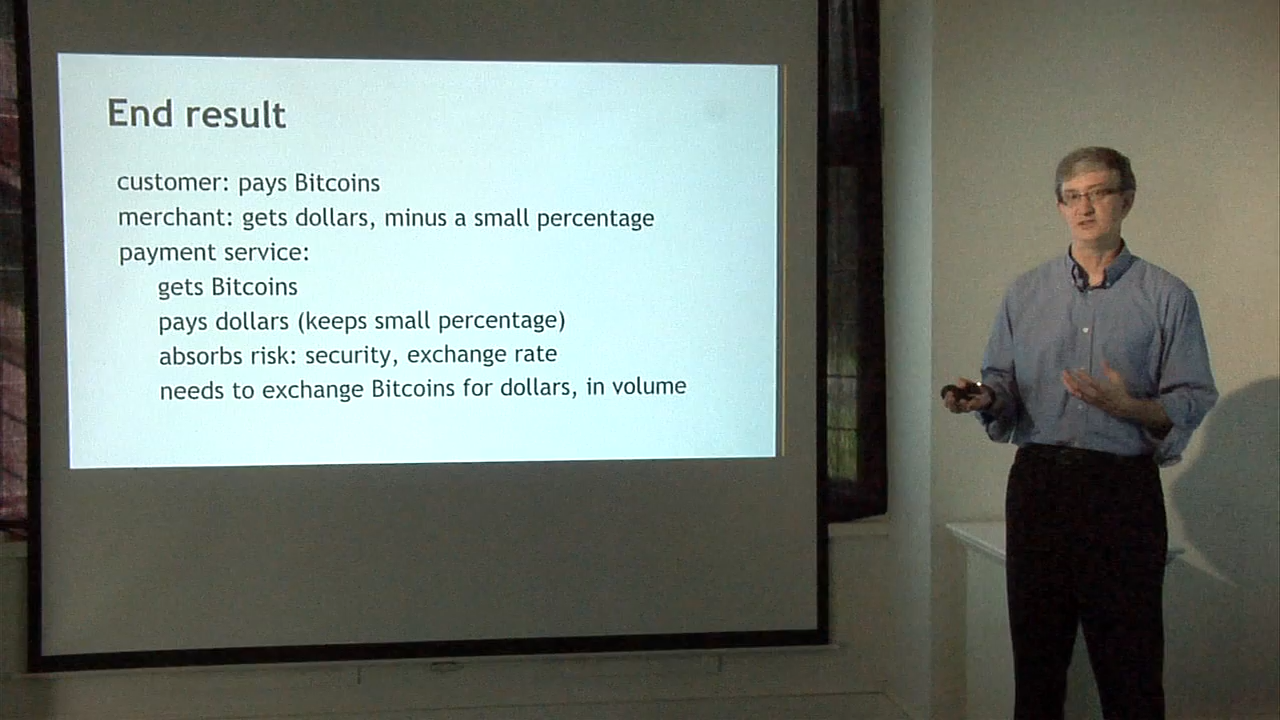 End result
customer: pays Bitcoins
merchant: gets dollars, minus a small percentage
payment service:
gets Bitcoins
pays dollars (keeps small percentage)
absorbs risk: security, exchange rate
needs to exchange Bitcoins for dollars, in volume